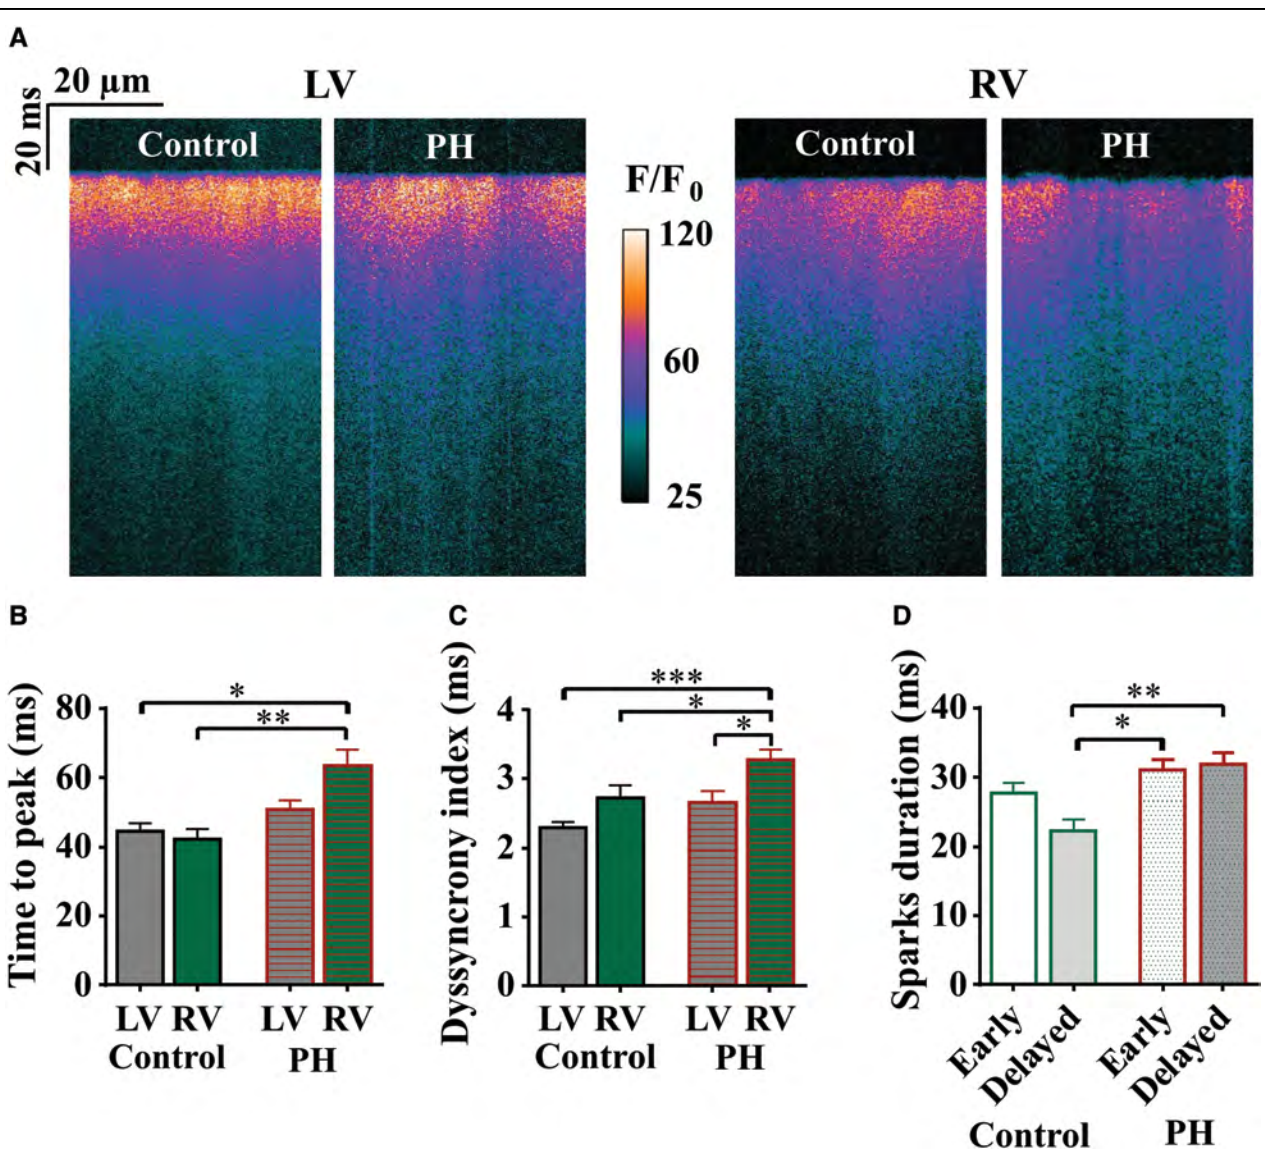 A
20 µm
20 ms
LV
RV
Control
PH
Control
PH
F/F0
120
60
25
B
C
D
Time to peak (ms)
80
60
40
20
0
*
**
LV RV LV RV
Control PH
Dyssyncrony index (ms)
4
3
2
1
0
***
*
*
LV RV LV RV
Control PH
Sparks duration (ms)
40
30
20
10
0
**
*
Early
Delayed
Early
Delayed
Control PH